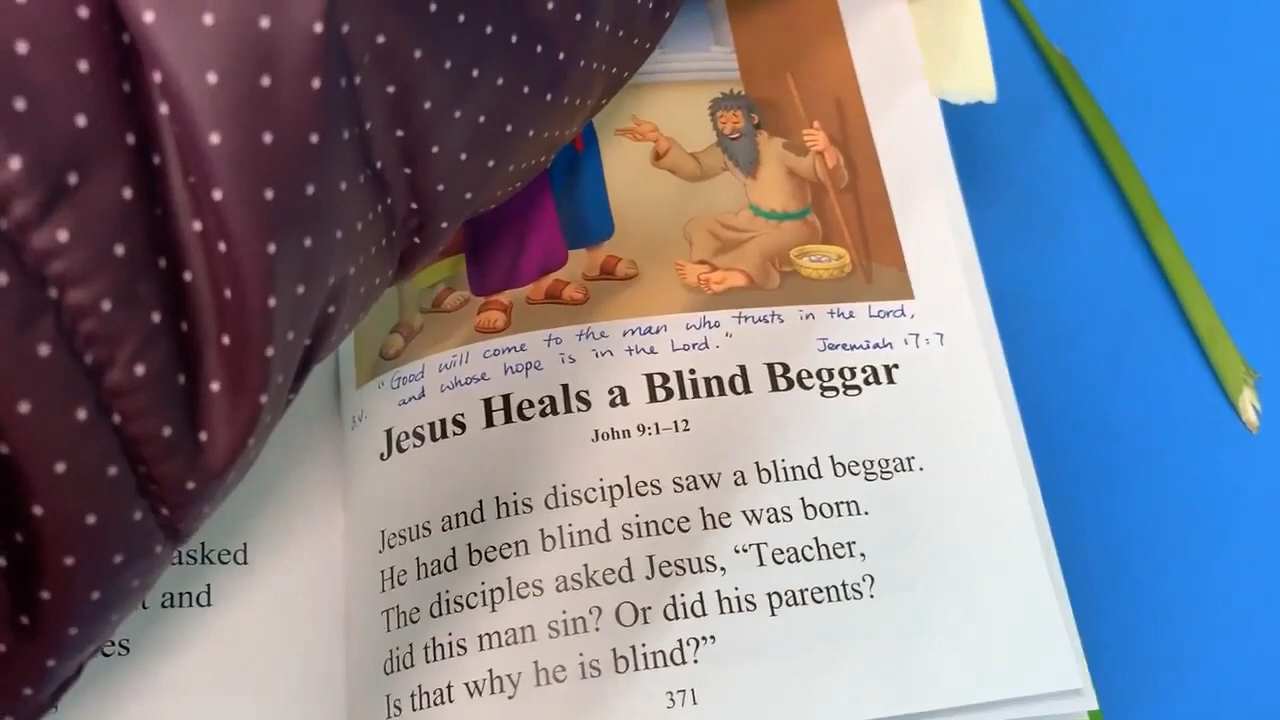 "Good will come to the man who trusts in the Lord,
and whose hope is in the Lord." Jeremiah 17:7
B.V.
Jesus Heals a Blind Beggar
John 9:1–12
Jesus and his disciples saw a blind beggar.
He had been blind since he was born.
The disciples asked Jesus, “Teacher,
did this man sin? Or did his parents?
Is that why he is blind?”
371
asked
and